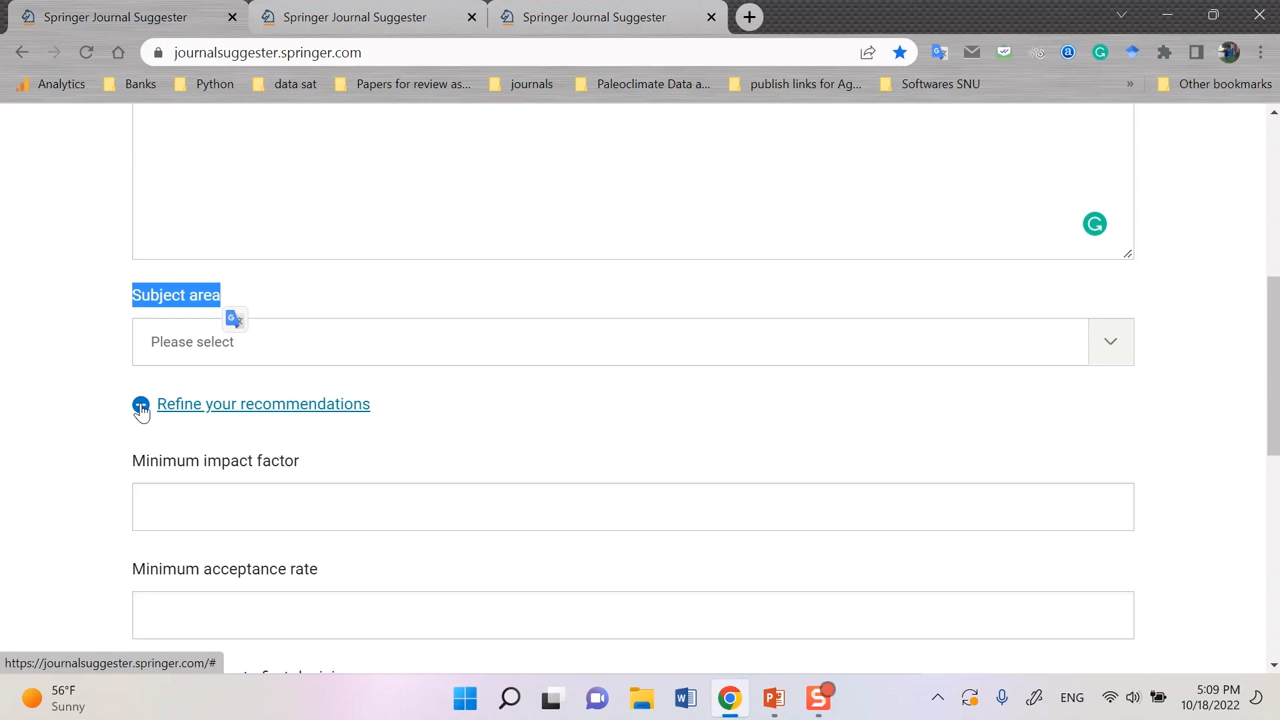 Springer Journal Suggester
Springer Journal Suggester
Springer Journal Suggester
journalsuggester.springer.com
Analytics
Banks
Python
data sat
Papers for review as...
journals
Paleoclimate Data a...
publish links for Ag...
Softwares SNU
»
Other bookmarks
Subject area
Please select
Refine your recommendations
Minimum impact factor
Minimum acceptance rate
https://journalsuggester.springer.com/#
56°F
Sunny
ENG
5:09 PM
10/18/2022